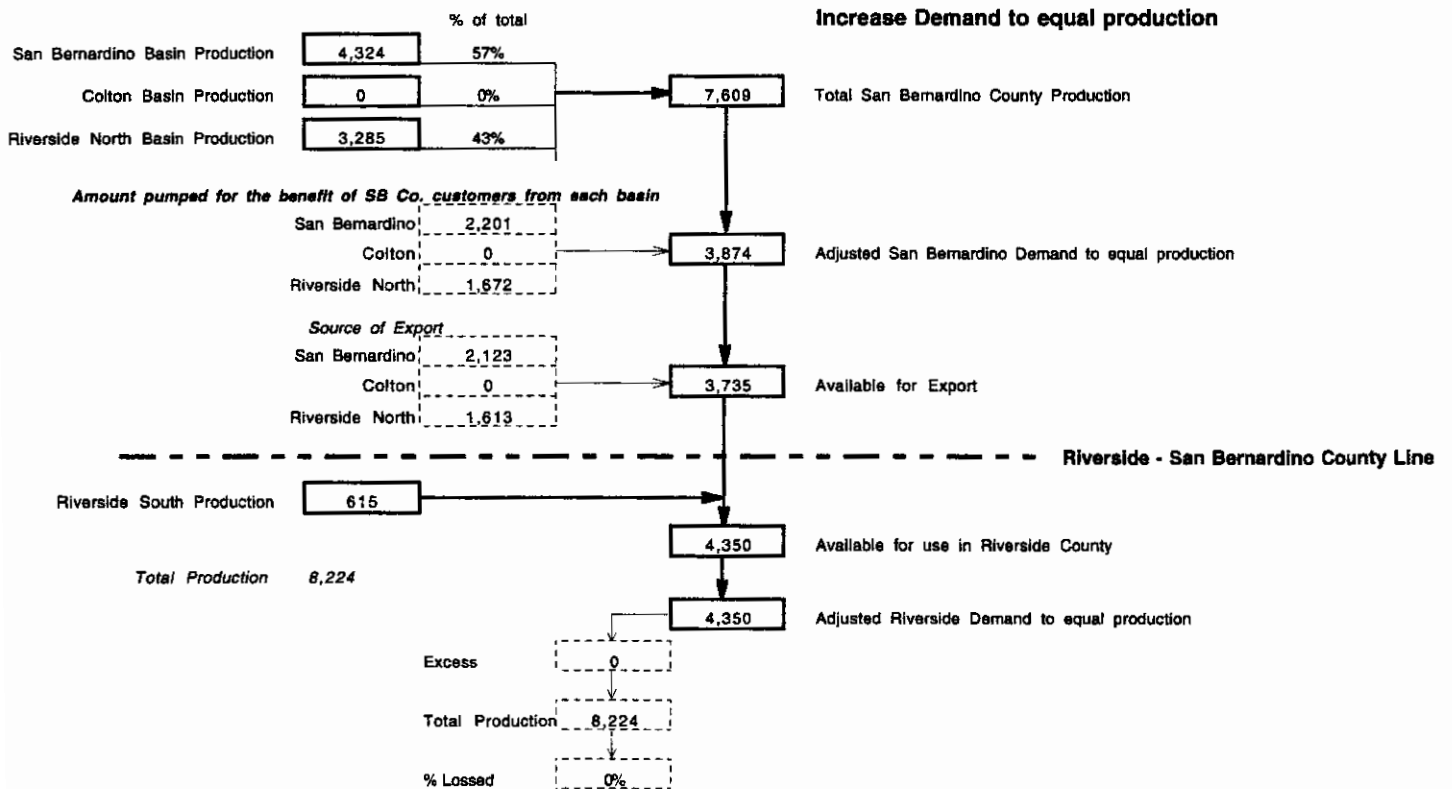 % of total
Increase Demand to equal production
San Bernardino Basin Production 4,324 57%
Colton Basin Production 0 0% 7,609 Total San Bernardino County Production
Riverside North Basin Production 3,285 43%
Amount pumped for the benefit of SB Co. customers from each basin
San Bernardino 2,201
Colton 0 3,874 Adjusted San Bernardino Demand to equal production
Riverside North 1,672
Source of Export
San Bernardino 2,123
Colton 0 3,735 Available for Export
Riverside North 1,613
Riverside - San Bernardino County Line
Riverside South Production 615
4,350 Available for use in Riverside County
Total Production 8,224
4,350 Adjusted Riverside Demand to equal production
Excess 0
Total Production 8,224
% Lossed 0%